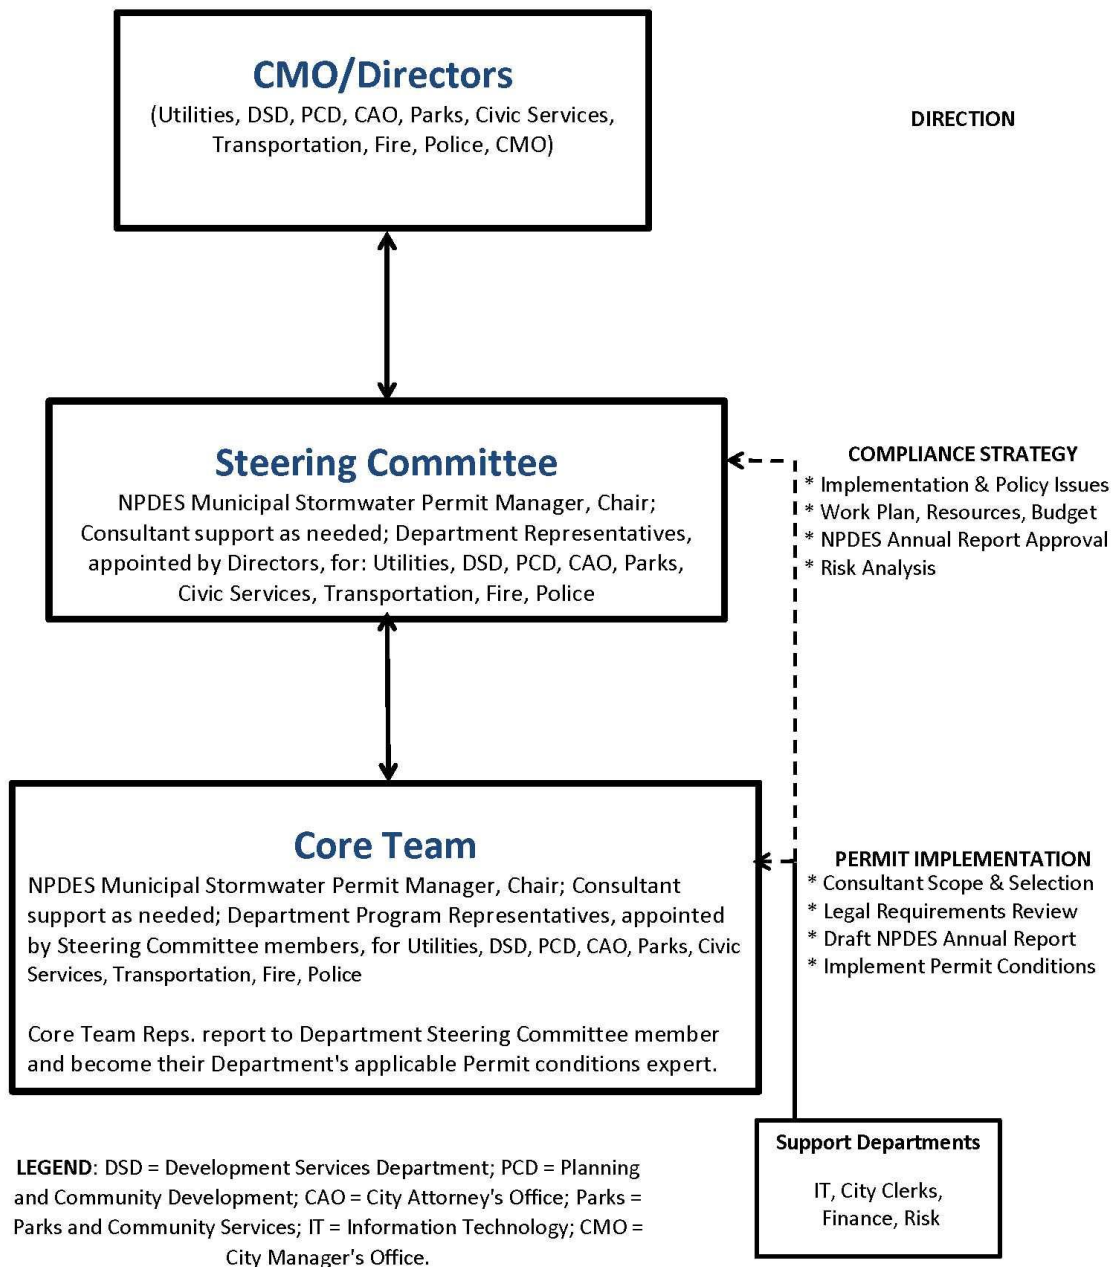 CMO/Directors
(Utilities, DSD, PCD, CAO, Parks, Civic Services,
Transportation, Fire, Police, CMO)
DIRECTION
Steering Committee
NPDES Municipal Stormwater Permit Manager, Chair;
Consultant support as needed; Department Representatives,
appointed by Directors, for: Utilities, DSD, PCD, CAO, Parks,
Civic Services, Transportation, Fire, Police
COMPLIANCE STRATEGY
* Implementation & Policy Issues
* Work Plan, Resources, Budget
* NPDES Annual Report Approval
* Risk Analysis
Core Team
NPDES Municipal Stormwater Permit Manager, Chair; Consultant
support as needed; Department Program Representatives, appointed
by Steering Committee members, for Utilities, DSD, PCD, CAO, Parks, Civic
Services, Transportation, Fire, Police
Core Team Reps. report to Department Steering Committee member
and become their Department's applicable Permit conditions expert.
PERMIT IMPLEMENTATION
* Consultant Scope & Selection
* Legal Requirements Review
* Draft NPDES Annual Report
* Implement Permit Conditions
Support Departments
IT, City Clerks,
Finance, Risk
LEGEND: DSD = Development Services Department; PCD = Planning
and Community Development; CAO = City Attorney's Office; Parks =
Parks and Community Services; IT = Information Technology; CMO =
City Manager's Office.